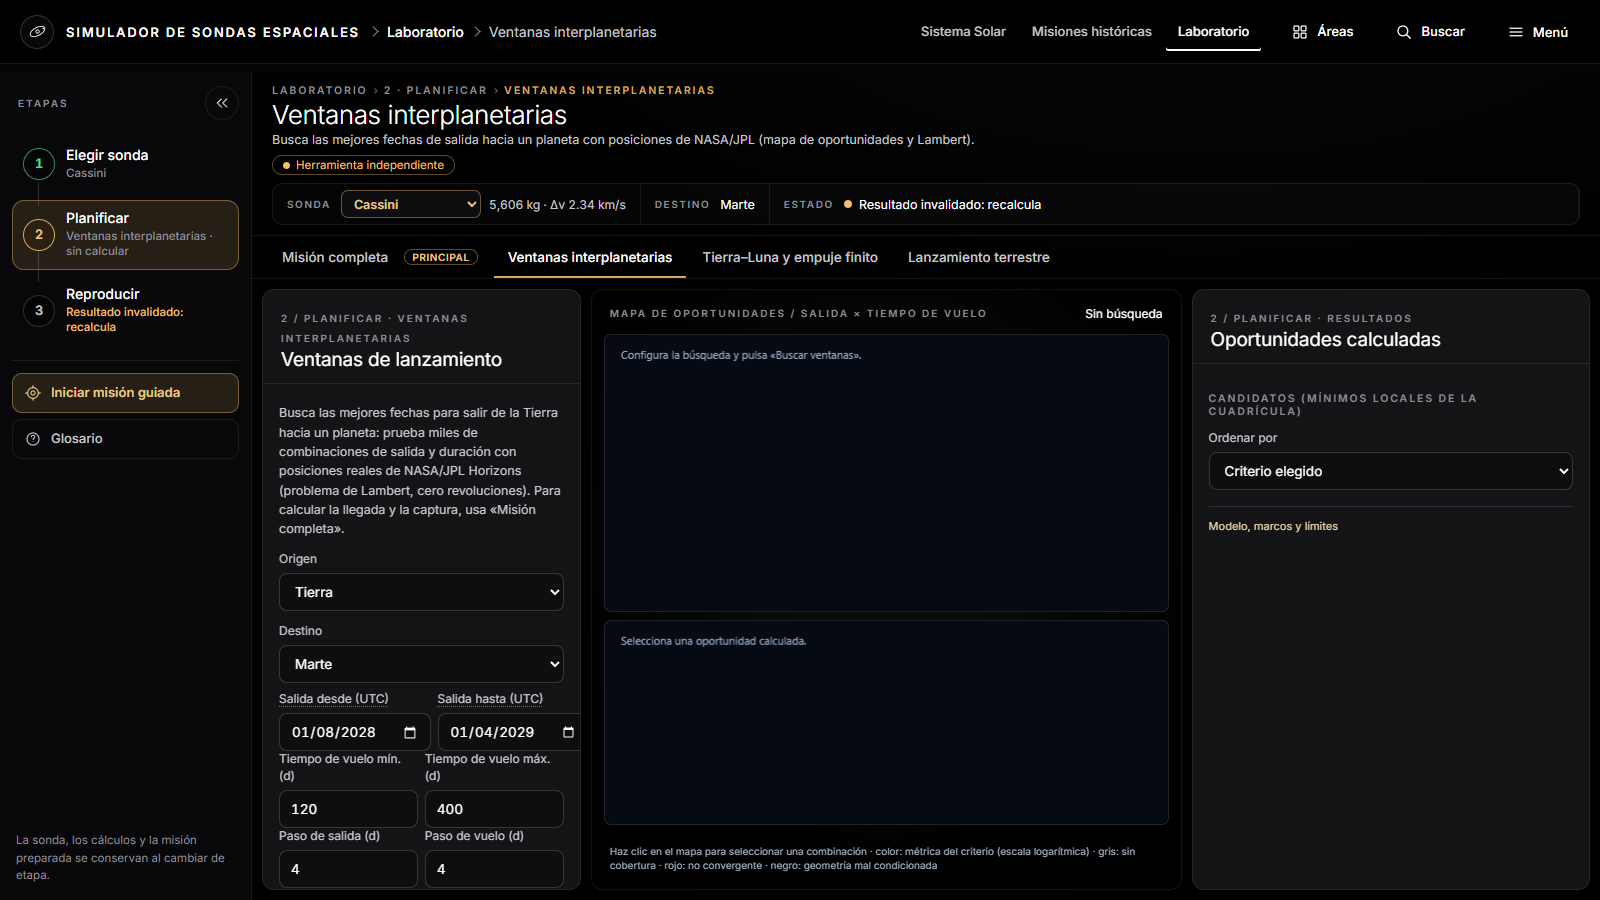 SIMULADOR DE SONDAS ESPACIALES > Laboratorio > Ventanas interplanetarias
Sistema Solar
Misiones históricas
Laboratorio
Áreas
Buscar
Menú
ETAPAS
1
Elegir sonda
Cassini
2
Planificar
Ventanas interplanetarias ·
sin calcular
3
Reproducir
Resultado invalidado:
recalcula
Iniciar misión guiada
Glosario
La sonda, los cálculos y la misión
preparada se conservan al cambiar de
etapa.
LABORATORIO › 2 · PLANIFICAR › VENTANAS INTERPLANETARIAS
Ventanas interplanetarias
Busca las mejores fechas de salida hacia un planeta con posiciones de NASA/JPL (mapa de oportunidades y Lambert).
Herramienta independiente
SONDA
Cassini
5,606 kg · Δv 2.34 km/s
DESTINO Marte
ESTADO Resultado invalidado: recalcula
Misión completa PRINCIPAL
Ventanas interplanetarias
Tierra–Luna y empuje finito
Lanzamiento terrestre
2 / PLANIFICAR · VENTANAS
INTERPLANETARIAS
Ventanas de lanzamiento
Busca las mejores fechas para salir de la Tierra
hacia un planeta: prueba miles de
combinaciones de salida y duración con
posiciones reales de NASA/JPL Horizons
(problema de Lambert, cero revoluciones). Para
calcular la llegada y la captura, usa «Misión
completa».
Origen
Tierra
Destino
Marte
Salida desde (UTC) Salida hasta (UTC)
01/08/2028 01/04/2029
Tiempo de vuelo mín.
(d)
Tiempo de vuelo máx.
(d)
120 400
Paso de salida (d) Paso de vuelo (d)
4 4
MAPA DE OPORTUNIDADES / SALIDA × TIEMPO DE VUELO
Sin búsqueda
Configura la búsqueda y pulsa «Buscar ventanas».
Selecciona una oportunidad calculada.
Haz clic en el mapa para seleccionar una combinación · color: métrica del criterio (escala logarítmica) · gris: sin
cobertura · rojo: no convergente · negro: geometría mal condicionada
2 / PLANIFICAR · RESULTADOS
Oportunidades calculadas
CANDIDATOS (MÍNIMOS LOCALES DE LA
CUADRÍCULA)
Ordenar por
Criterio elegido
Modelo, marcos y límites